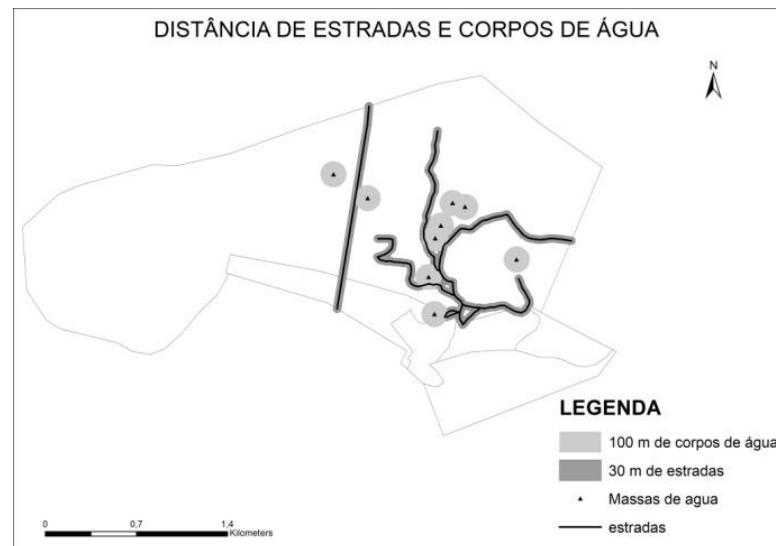 DISTÂNCIA DE ESTRADAS E CORPOS DE ÁGUA
N
LEGENDA
100 m de corpos de água
30 m de estradas
Massas de agua
estradas
0 0,7 1,4
Kilometers